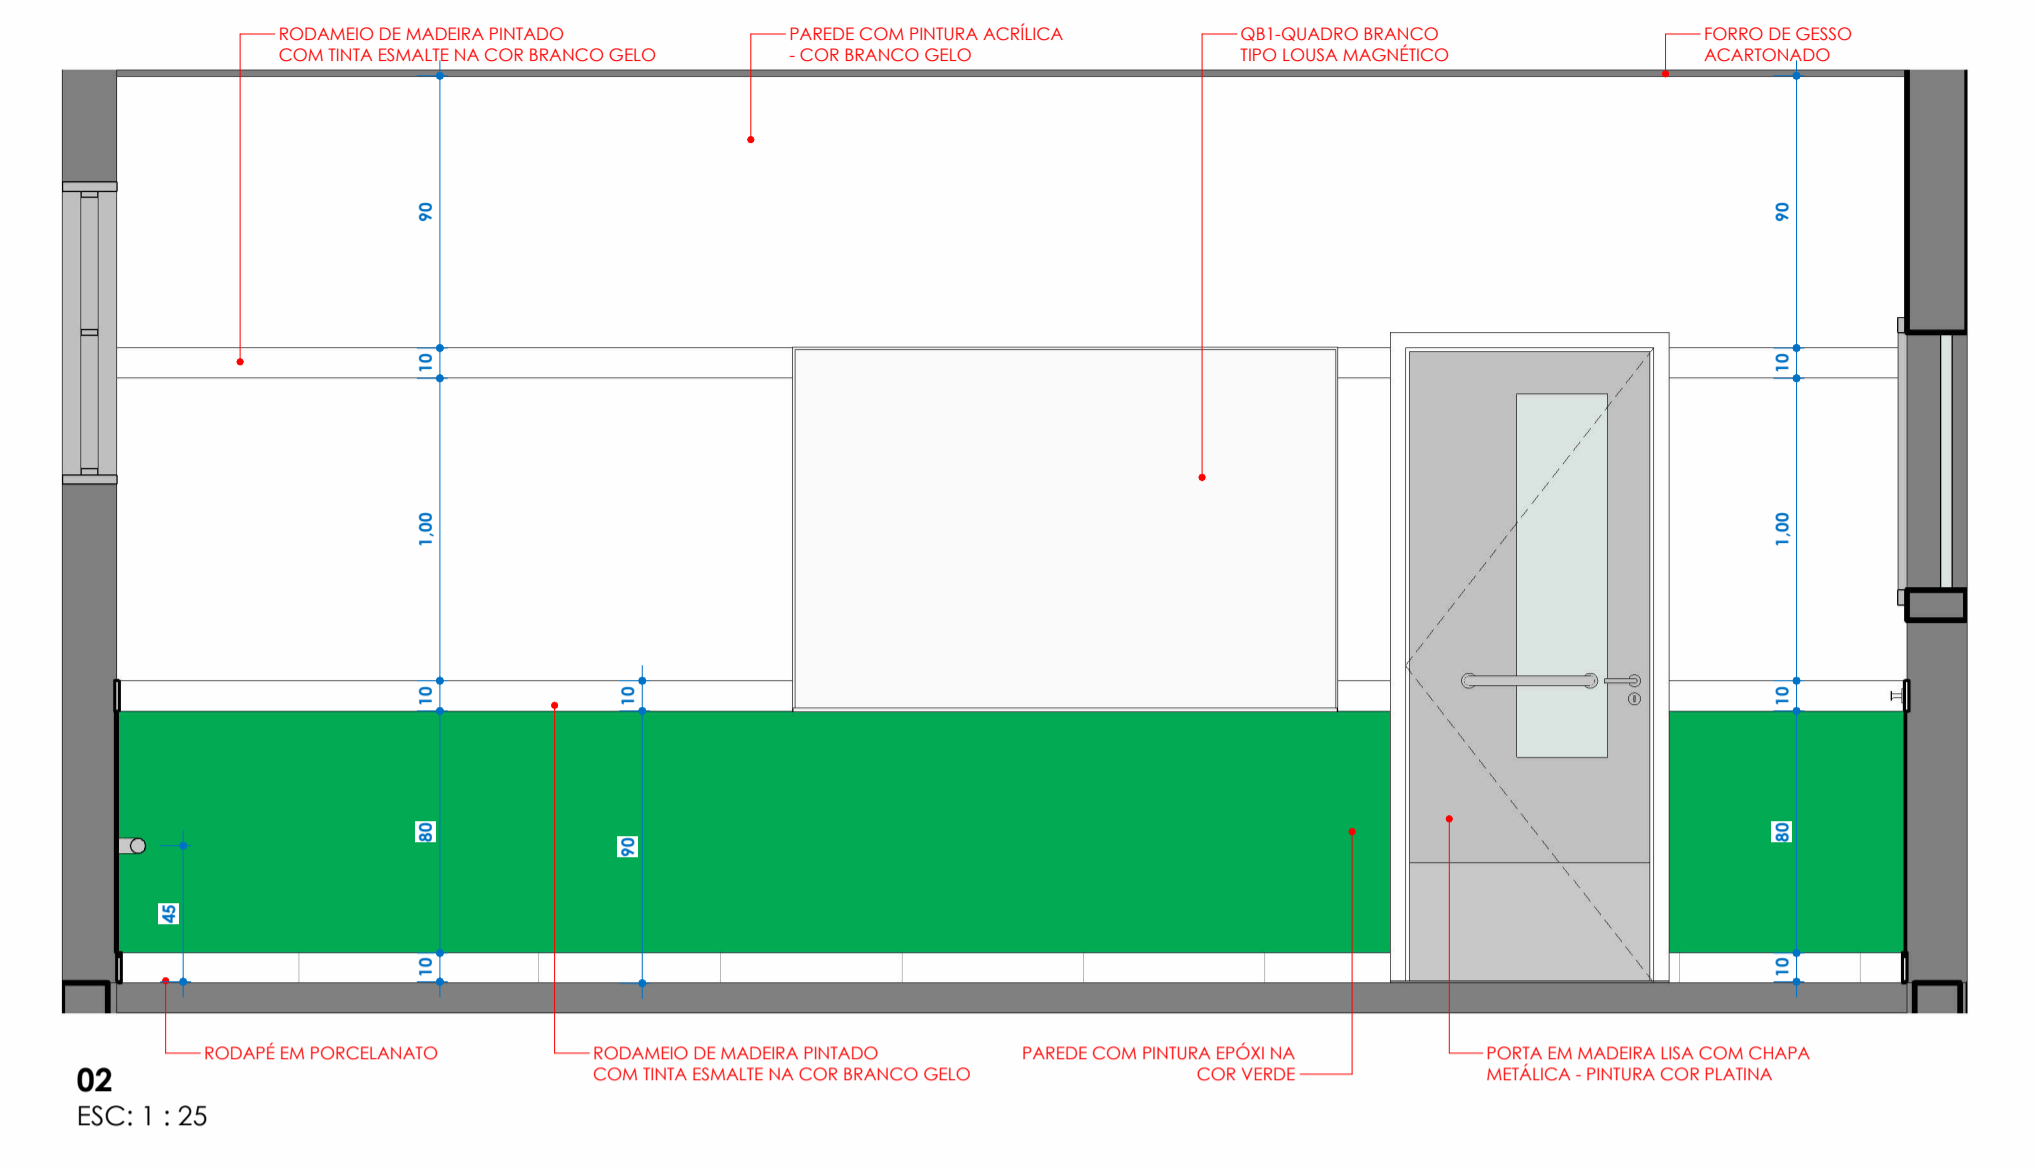 RODAMEIO DE MADEIRA PINTADO
COM TINTA ESMALTE NA COR BRANCO GELO
PAREDE COM PINTURA ACRÍLICA
- COR BRANCO GELO
QB1-QUADRO BRANCO
TIPO LOUSA MAGNÉTICO
FORRO DE GESSO
ACARTONADO
90
90
10
10
1,00
1,00
10
10
10
80
90
80
45
10
10
RODAPÉ EM PORCELANATO
RODAMEIO DE MADEIRA PINTADO
COM TINTA ESMALTE NA COR BRANCO GELO
PAREDE COM PINTURA EPÓXI NA
COR VERDE
PORTA EM MADEIRA LISA COM CHAPA
METÁLICA - PINTURA COR PLATINA
02
ESC: 1 : 25